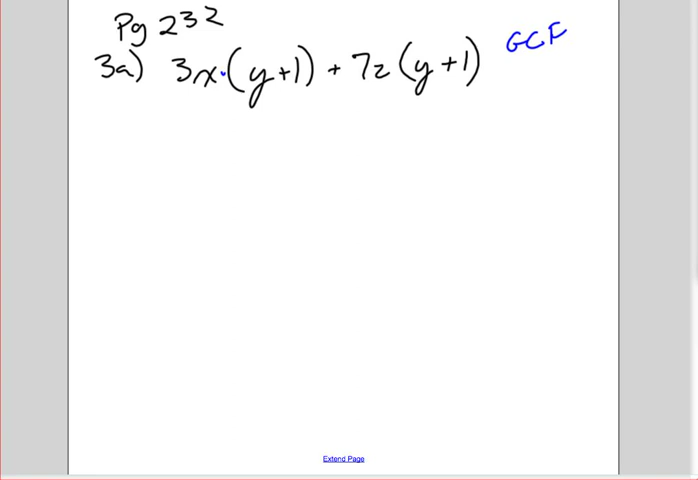 Pg 232
3a) 3x·(y+1) + 7z(y+1) GCF
Extend Page